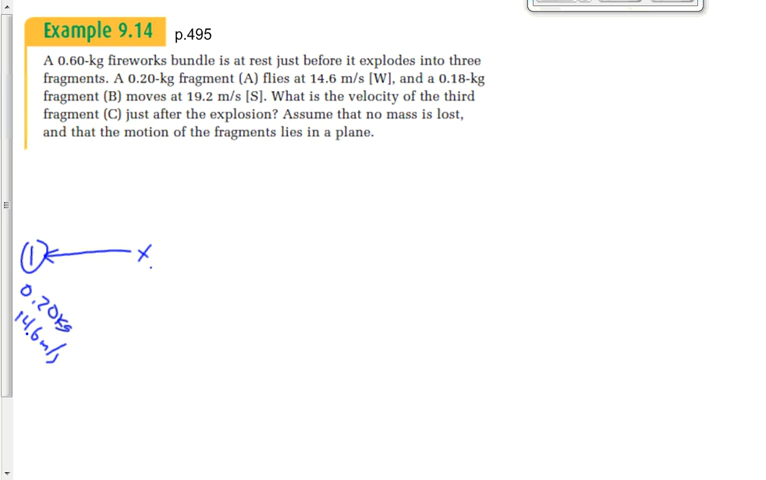 Example 9.14 p.495
A 0.60-kg fireworks bundle is at rest just before it explodes into three
fragments. A 0.20-kg fragment (A) flies at 14.6 m/s [W], and a 0.18-kg
fragment (B) moves at 19.2 m/s [S]. What is the velocity of the third
fragment (C) just after the explosion? Assume that no mass is lost,
and that the motion of the fragments lies in a plane.
1 x
0.20kg
14.6m/s